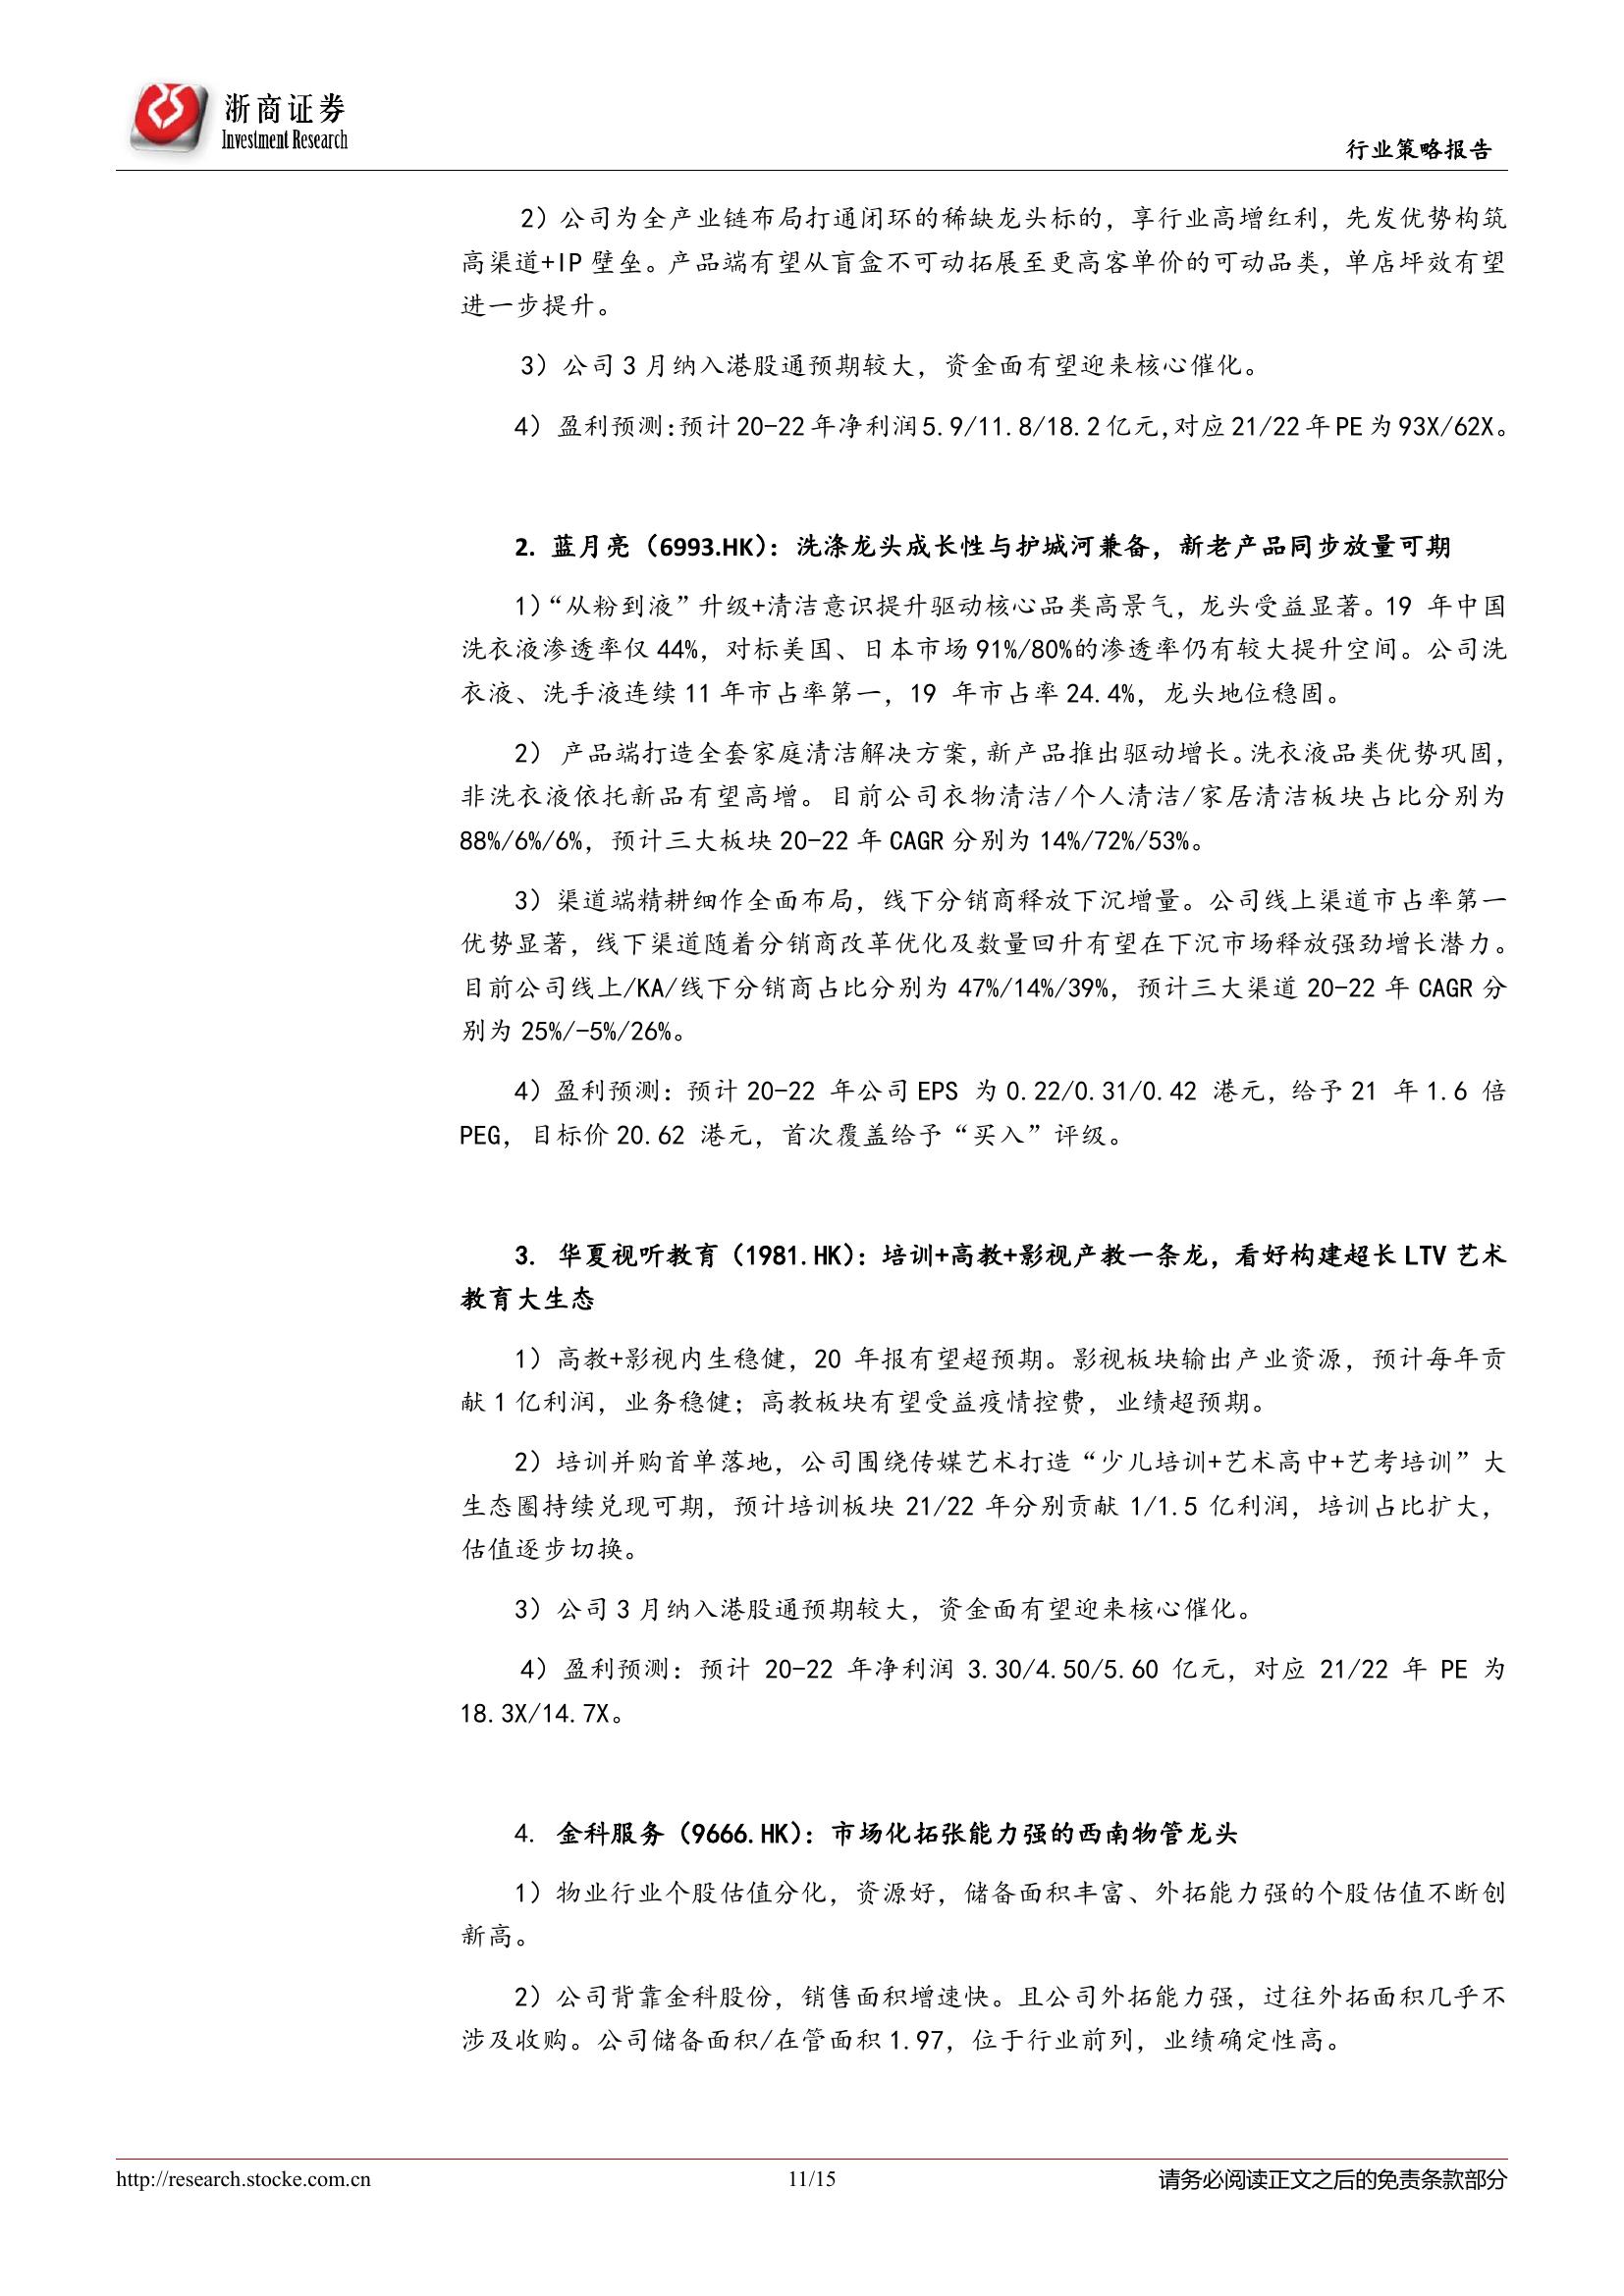 浙商证券
Investment Research
行业策略报告
2）公司为全产业链布局打通闭环的稀缺龙头标的，享行业高增红利，先发优势构筑
高渠道+IP 壁垒。产品端有望从盲盒不可动拓展至更高客单价的可动品类，单店坪效有望
进一步提升。
3）公司 3 月纳入港股通预期较大，资金面有望迎来核心催化。
4）盈利预测：预计 20-22 年净利润 5.9/11.8/18.2 亿元，对应 21/22 年 PE 为 93X/62X。
2. 蓝月亮（6993.HK）：洗涤龙头成长性与护城河兼备，新老产品同步放量可期
1）“从粉到液”升级+清洁意识提升驱动核心品类高景气，龙头受益显著。19 年中国
洗衣液渗透率仅 44%，对标美国、日本市场 91%/80%的渗透率仍有较大提升空间。公司洗
衣液、洗手液连续 11 年市占率第一，19 年市占率 24.4%，龙头地位稳固。
2） 产品端打造全套家庭清洁解决方案，新产品推出驱动增长。洗衣液品类优势巩固，
非洗衣液依托新品有望高增。目前公司衣物清洁/个人清洁/家居清洁板块占比分别为
88%/6%/6%，预计三大板块 20-22 年 CAGR 分别为 14%/72%/53%。
3）渠道端精耕细作全面布局，线下分销商释放下沉增量。公司线上渠道市占率第一
优势显著，线下渠道随着分销商改革优化及数量回升有望在下沉市场释放强劲增长潜力。
目前公司线上/KA/线下分销商占比分别为 47%/14%/39%，预计三大渠道 20-22 年 CAGR 分
别为 25%/-5%/26%。
4）盈利预测：预计 20-22 年公司 EPS 为 0.22/0.31/0.42 港元，给予 21 年 1.6 倍
PEG，目标价 20.62 港元，首次覆盖给予“买入”评级。
3. 华夏视听教育（1981.HK）：培训+高教+影视产教一条龙，看好构建超长 LTV 艺术
教育大生态
1）高教+影视内生稳健，20 年报有望超预期。影视板块输出产业资源，预计每年贡
献 1 亿利润，业务稳健；高教板块有望受益疫情控费，业绩超预期。
2）培训并购首单落地，公司围绕传媒艺术打造“少儿培训+艺术高中+艺考培训”大
生态圈持续兑现可期，预计培训板块 21/22 年分别贡献 1/1.5 亿利润，培训占比扩大，
估值逐步切换。
3）公司 3 月纳入港股通预期较大，资金面有望迎来核心催化。
4）盈利预测：预计 20-22 年净利润 3.30/4.50/5.60 亿元，对应 21/22 年 PE 为
18.3X/14.7X。
4. 金科服务（9666.HK）：市场化拓张能力强的西南物管龙头
1）物业行业个股估值分化，资源好，储备面积丰富、外拓能力强的个股估值不断创
新高。
2）公司背靠金科股份，销售面积增速快。且公司外拓能力强，过往外拓面积几乎不
涉及收购。公司储备面积/在管面积 1.97，位于行业前列，业绩确定性高。
http://research.stocke.com.cn
11/15
请务必阅读正文之后的免责条款部分